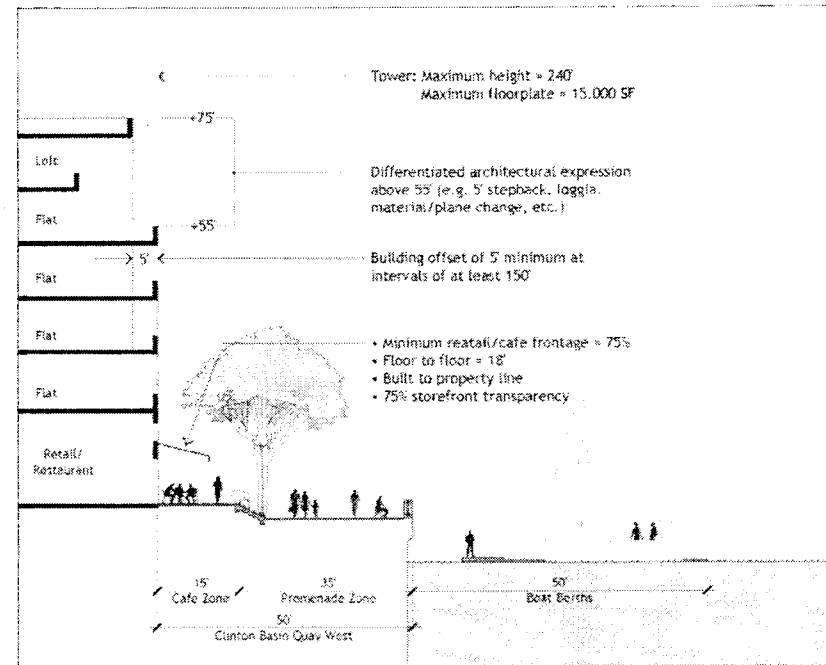 Tower: Maximum height = 240'
Maximum floorplate = 15,000 SF
+75'
Loft
Differentiated architectural expression
above 55' (e.g. 5' stepback, loggia,
material/plane change, etc.)
Flat
+55'
5'
Building offset of 5' minimum at
intervals of at least 150'
Flat
Flat
• Minimum reatail/cafe frontage = 75%
• Floor to floor = 18'
• Built to property line
• 75% storefront transparency
Flat
Retail/
Restaurant
15'
Cafe Zone
35'
Promenade Zone
50'
Boat Berths
50'
Clinton Basin Quay West